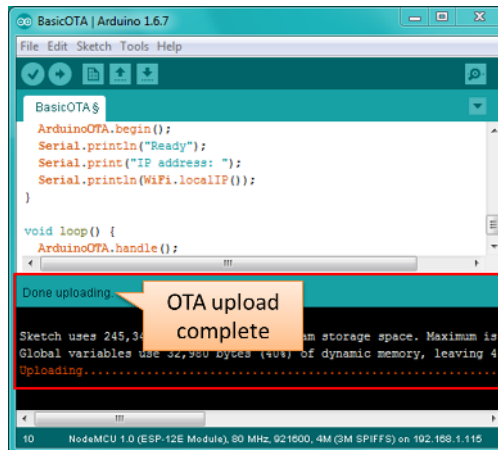 BasicOTA | Arduino 1.6.7
File Edit Sketch Tools Help
BasicOTA §
ArduinoOTA.begin();
Serial.println("Ready");
Serial.print("IP address: ");
Serial.println(WiFi.localIP());
}
void loop() {
ArduinoOTA.handle();
Done uploading.
OTA upload
complete
Sketch uses 245,34 am storage space. Maximum is
Global variables use 32,980 bytes (40%) of dynamic memory, leaving 4
Uploading......................................................................
10 NodeMCU 1.0 (ESP-12E Module), 80 MHz, 921600, 4M (3M SPIFFS) on 192.168.1.115